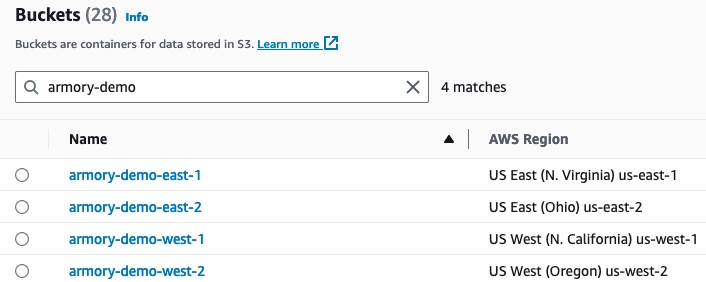 Buckets (28) Info
Buckets are containers for data stored in S3. Learn more
armory-demo 4 matches
Name AWS Region
armory-demo-east-1 US East (N. Virginia) us-east-1
armory-demo-east-2 US East (Ohio) us-east-2
armory-demo-west-1 US West (N. California) us-west-1
armory-demo-west-2 US West (Oregon) us-west-2